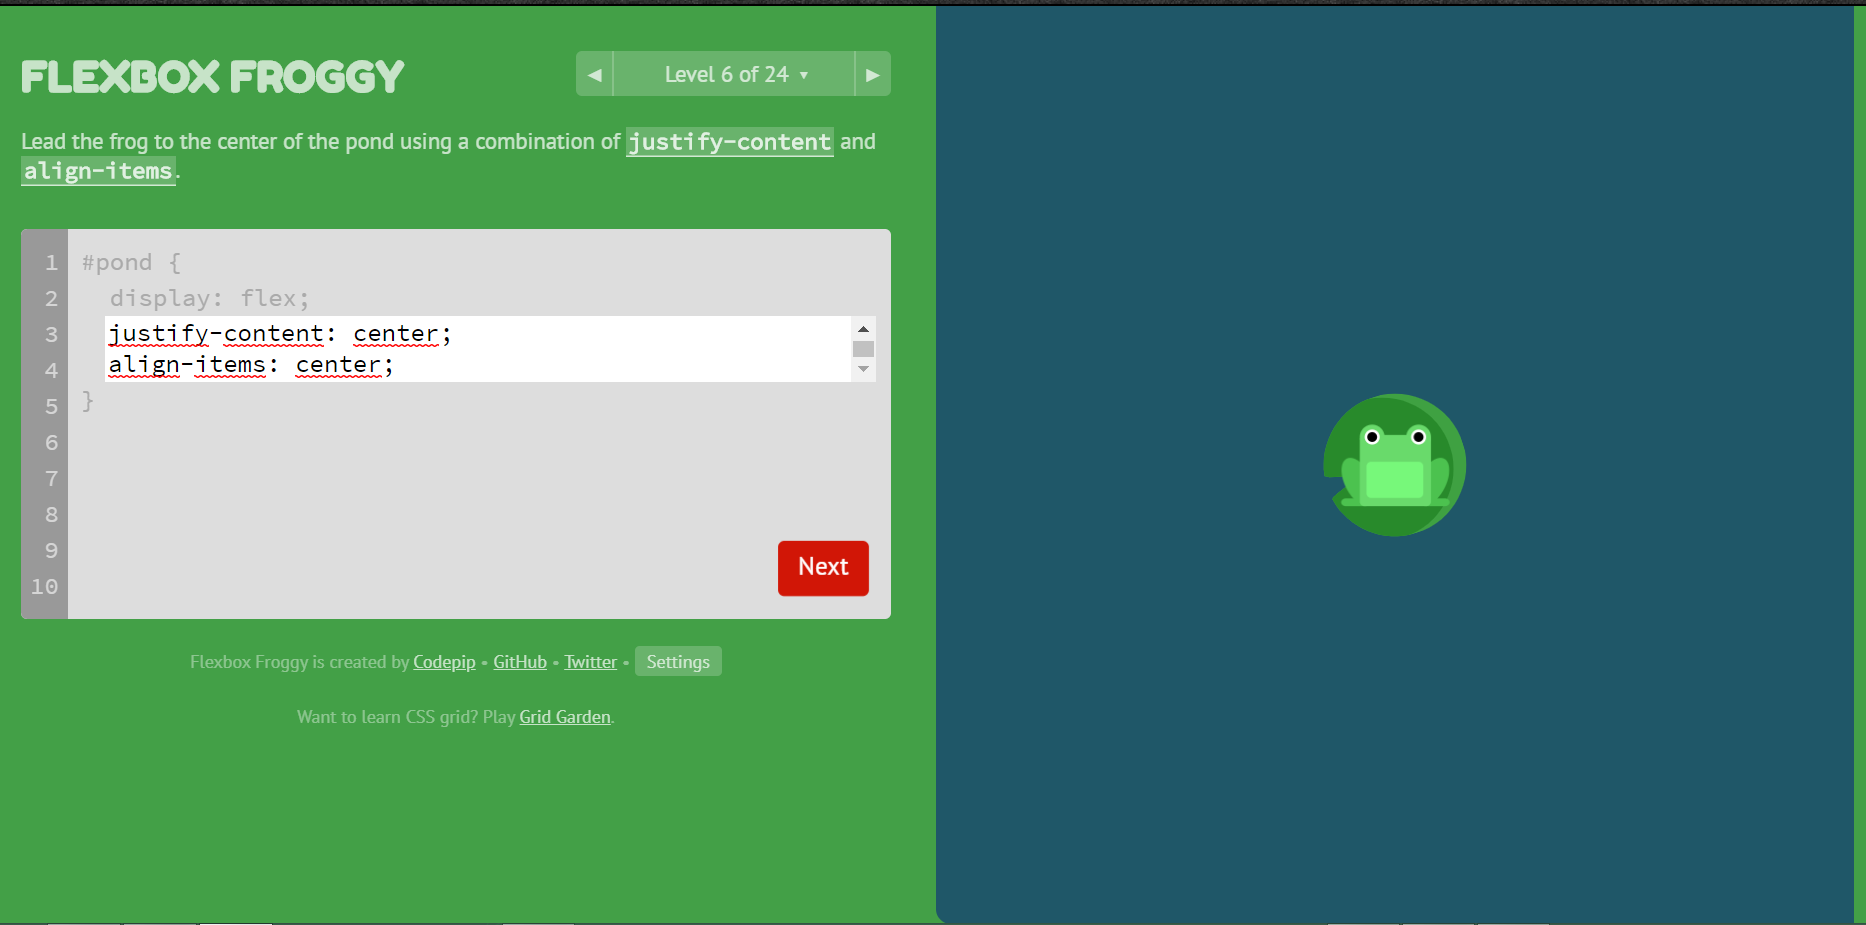 FLEXBOX FROGGY
◀ Level 6 of 24 ▼ ▶
Lead the frog to the center of the pond using a combination of justify-content and
align-items.
1 #pond {
2 display: flex;
3 justify-content: center;
4 align-items: center;
5 }
6
7
8
9
10
Next
Flexbox Froggy is created by Codepip • GitHub • Twitter • Settings
Want to learn CSS grid? Play Grid Garden.